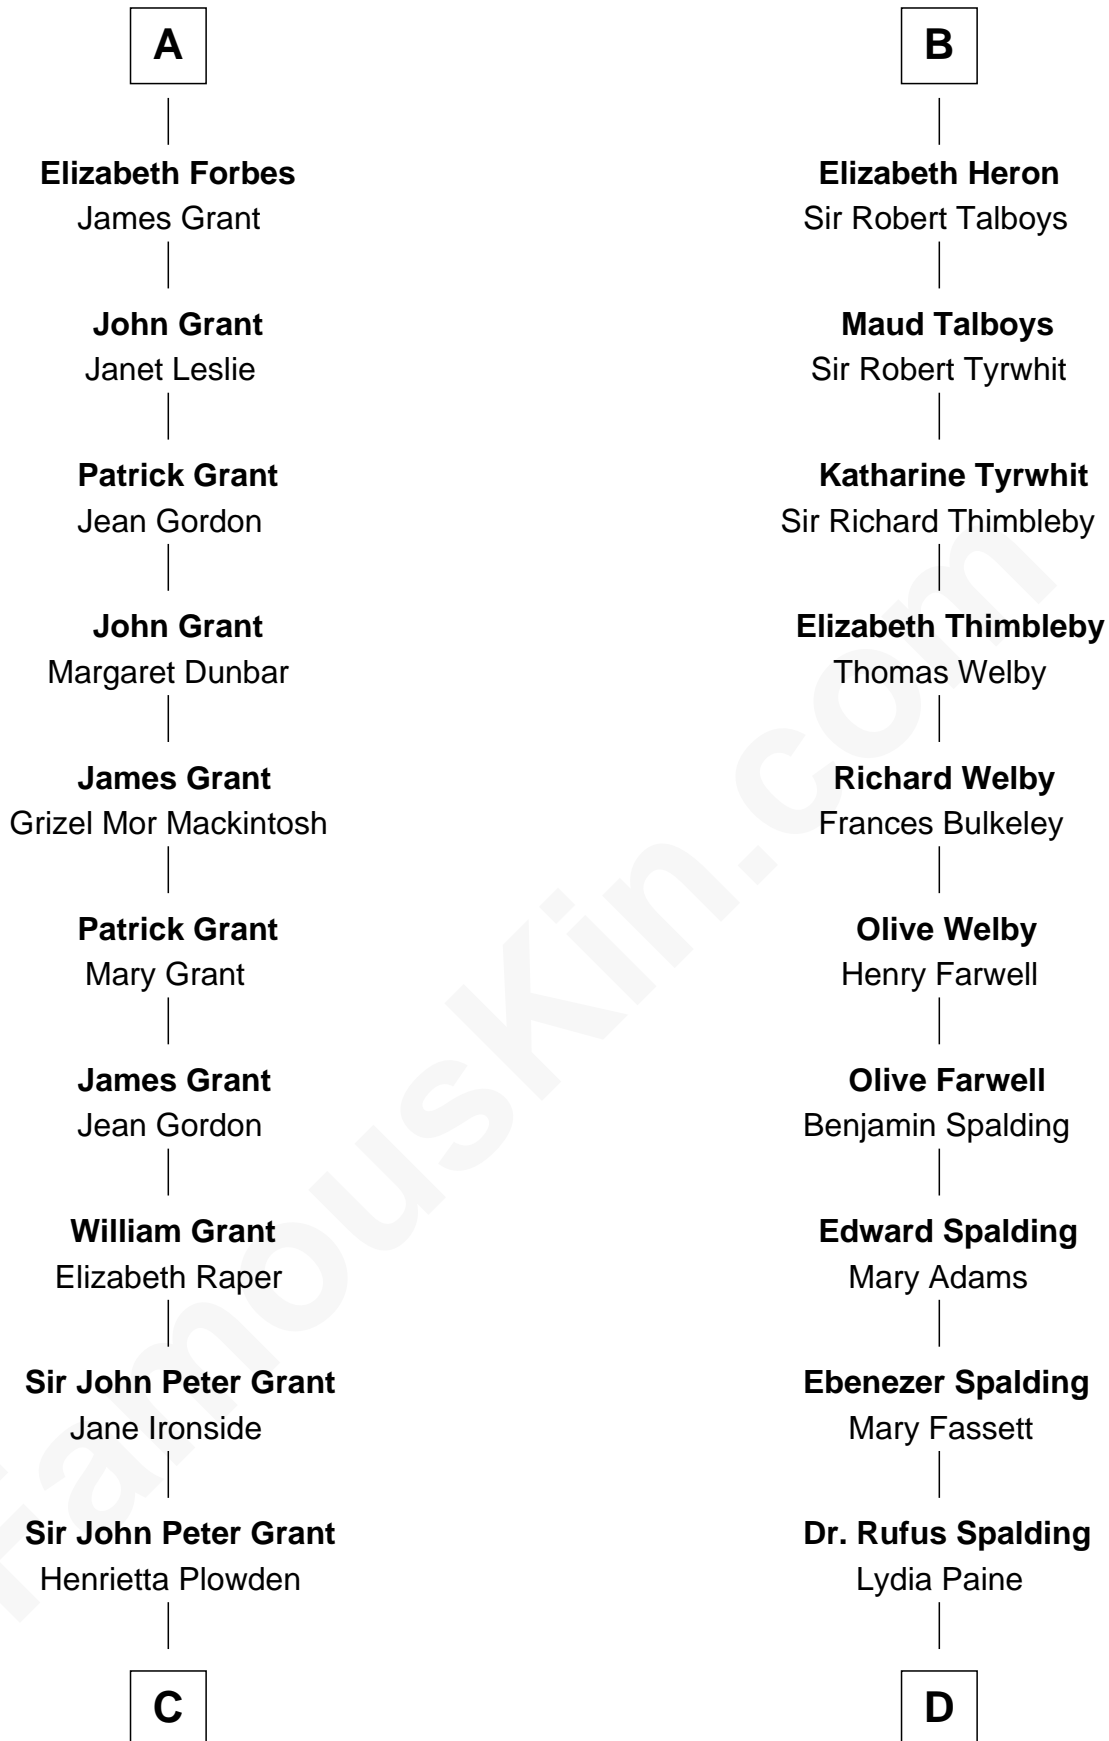 A
Elizabeth Forbes
James Grant
John Grant
Janet Leslie
Patrick Grant
Jean Gordon
John Grant
Margaret Dunbar
James Grant
Grizel Mor Mackintosh
Patrick Grant
Mary Grant
James Grant
Jean Gordon
William Grant
Elizabeth Raper
Sir John Peter Grant
Jane Ironside
Sir John Peter Grant
Henrietta Plowden
C
B
Elizabeth Heron
Sir Robert Talboys
Maud Talboys
Sir Robert Tyrwhit
Katharine Tyrwhit
Sir Richard Thimbleby
Elizabeth Thimbleby
Thomas Welby
Richard Welby
Frances Bulkeley
Olive Welby
Henry Farwell
Olive Farwell
Benjamin Spalding
Edward Spalding
Mary Adams
Ebenezer Spalding
Mary Fassett
Dr. Rufus Spalding
Lydia Paine
D
FamousKin.com